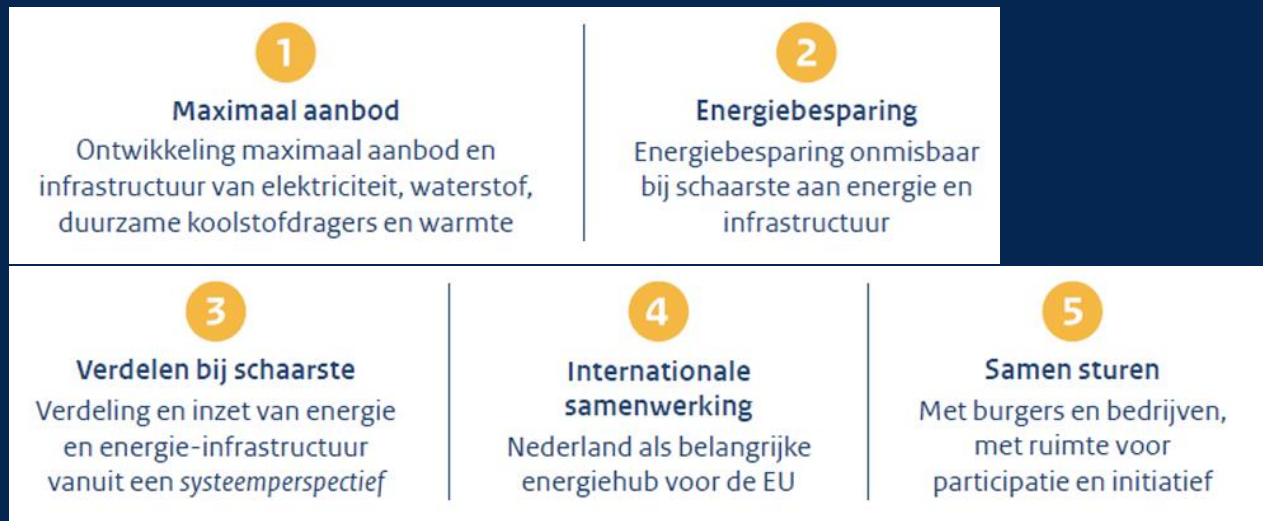 1
Maximaal aanbod
Ontwikkeling maximaal aanbod en
infrastructuur van elektriciteit, waterstof,
duurzame koolstofdragers en warmte
2
Energiebesparing
Energiebesparing onmisbaar
bij schaarste aan energie en
infrastructuur
3
Verdelen bij schaarste
Verdeling en inzet van energie
en energie-infrastructuur
vanuit een systeemperspectief
4
Internationale
samenwerking
Nederland als belangrijke
energiehub voor de EU
5
Samen sturen
Met burgers en bedrijven,
met ruimte voor
participatie en initiatief